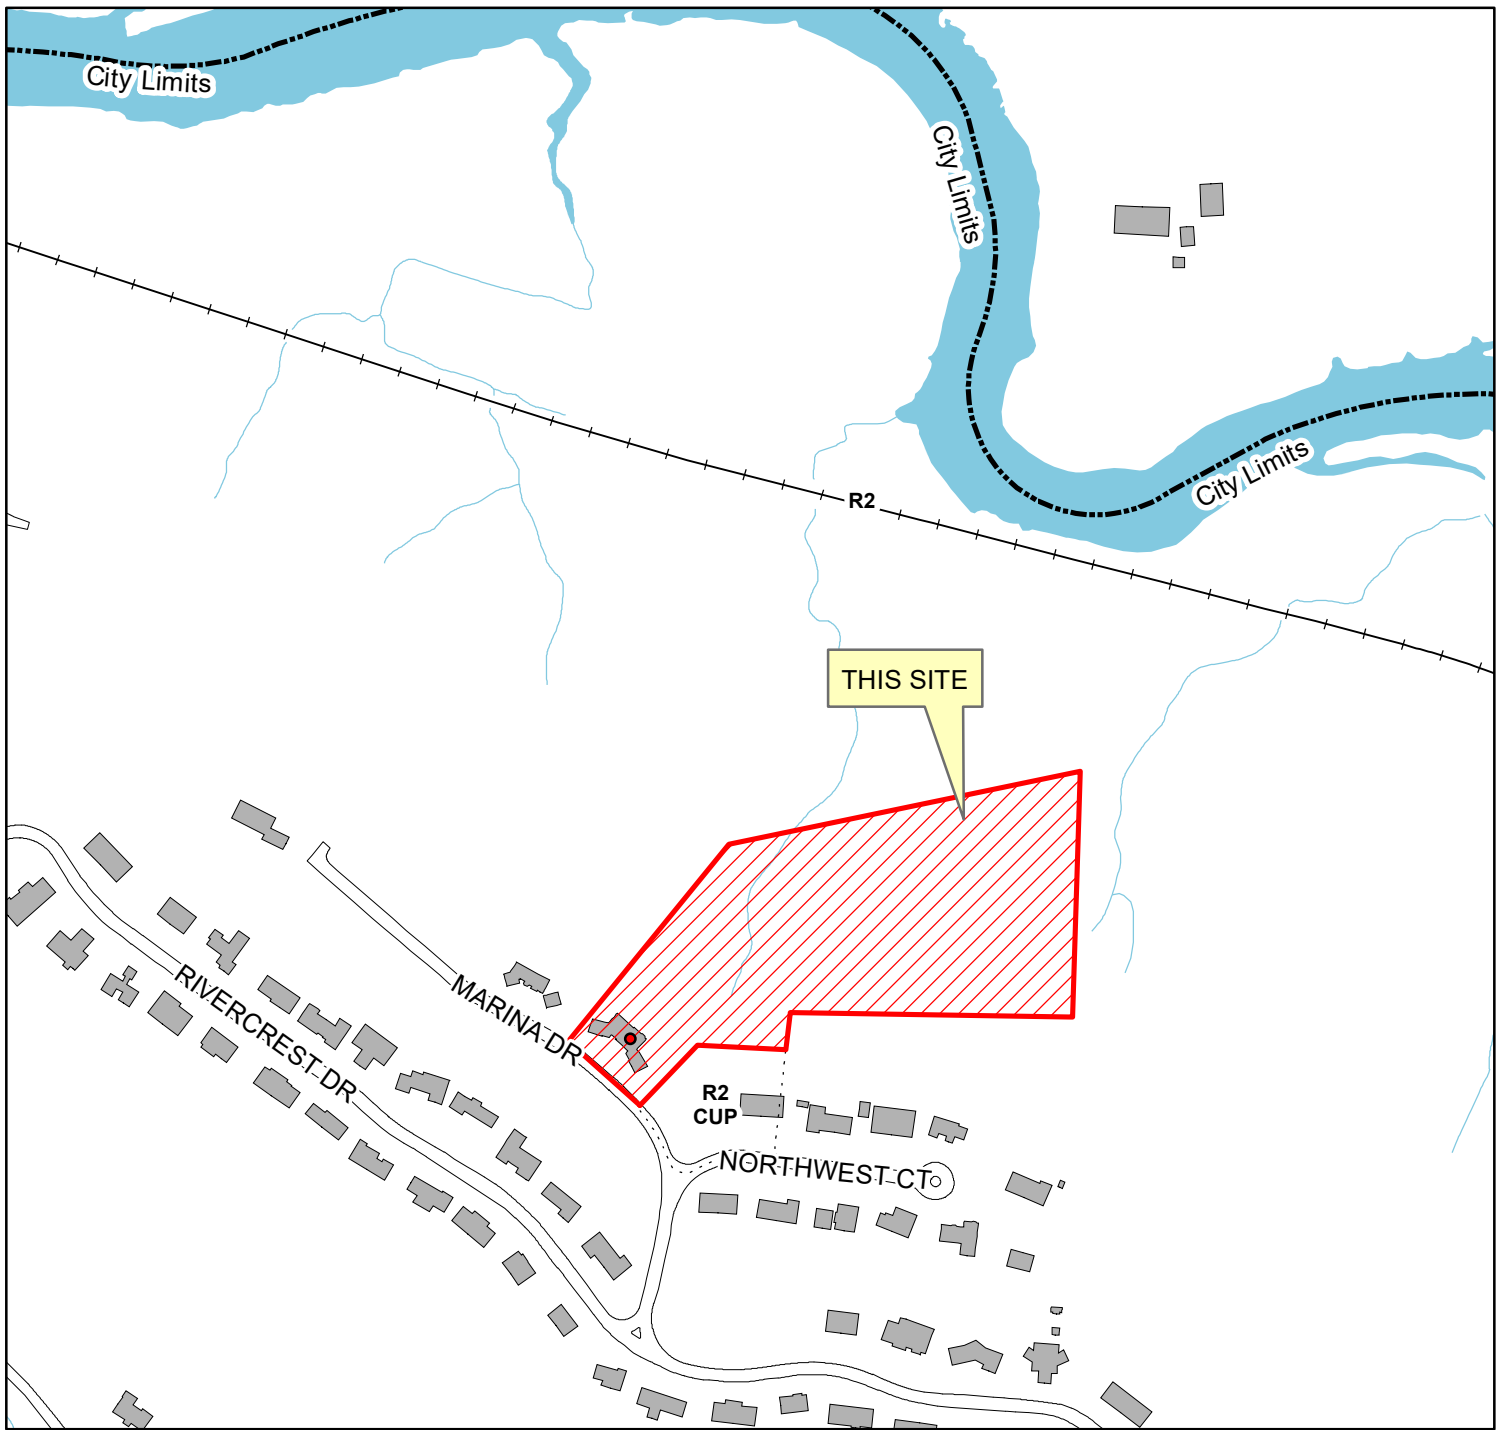 City Limits
City Limits
City Limits
R2
THIS SITE
MARINA DR
RIVERCREST DR
R2
CUP
NORTHWEST CT